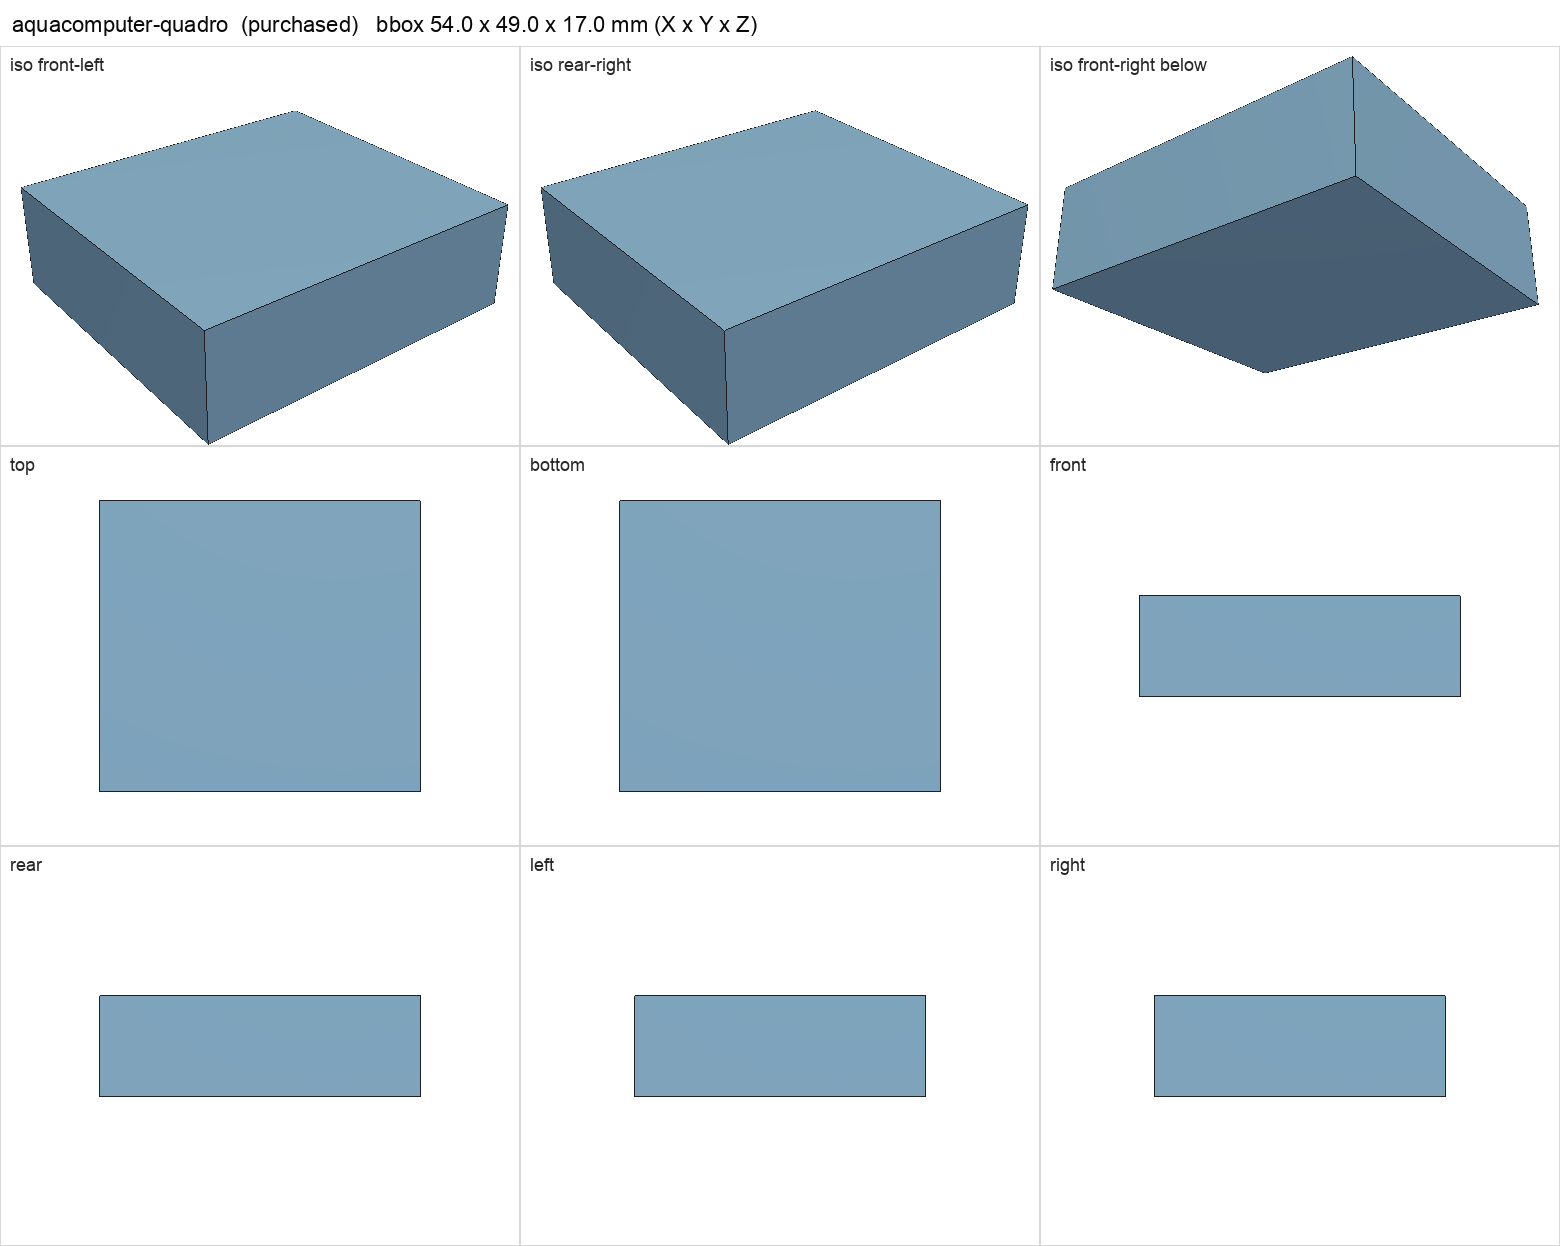 aquacomputer-quadro (purchased) bbox 54.0 x 49.0 x 17.0 mm (X x Y x Z)
iso front-left
iso rear-right
iso front-right below
top
bottom
front
rear
left
right